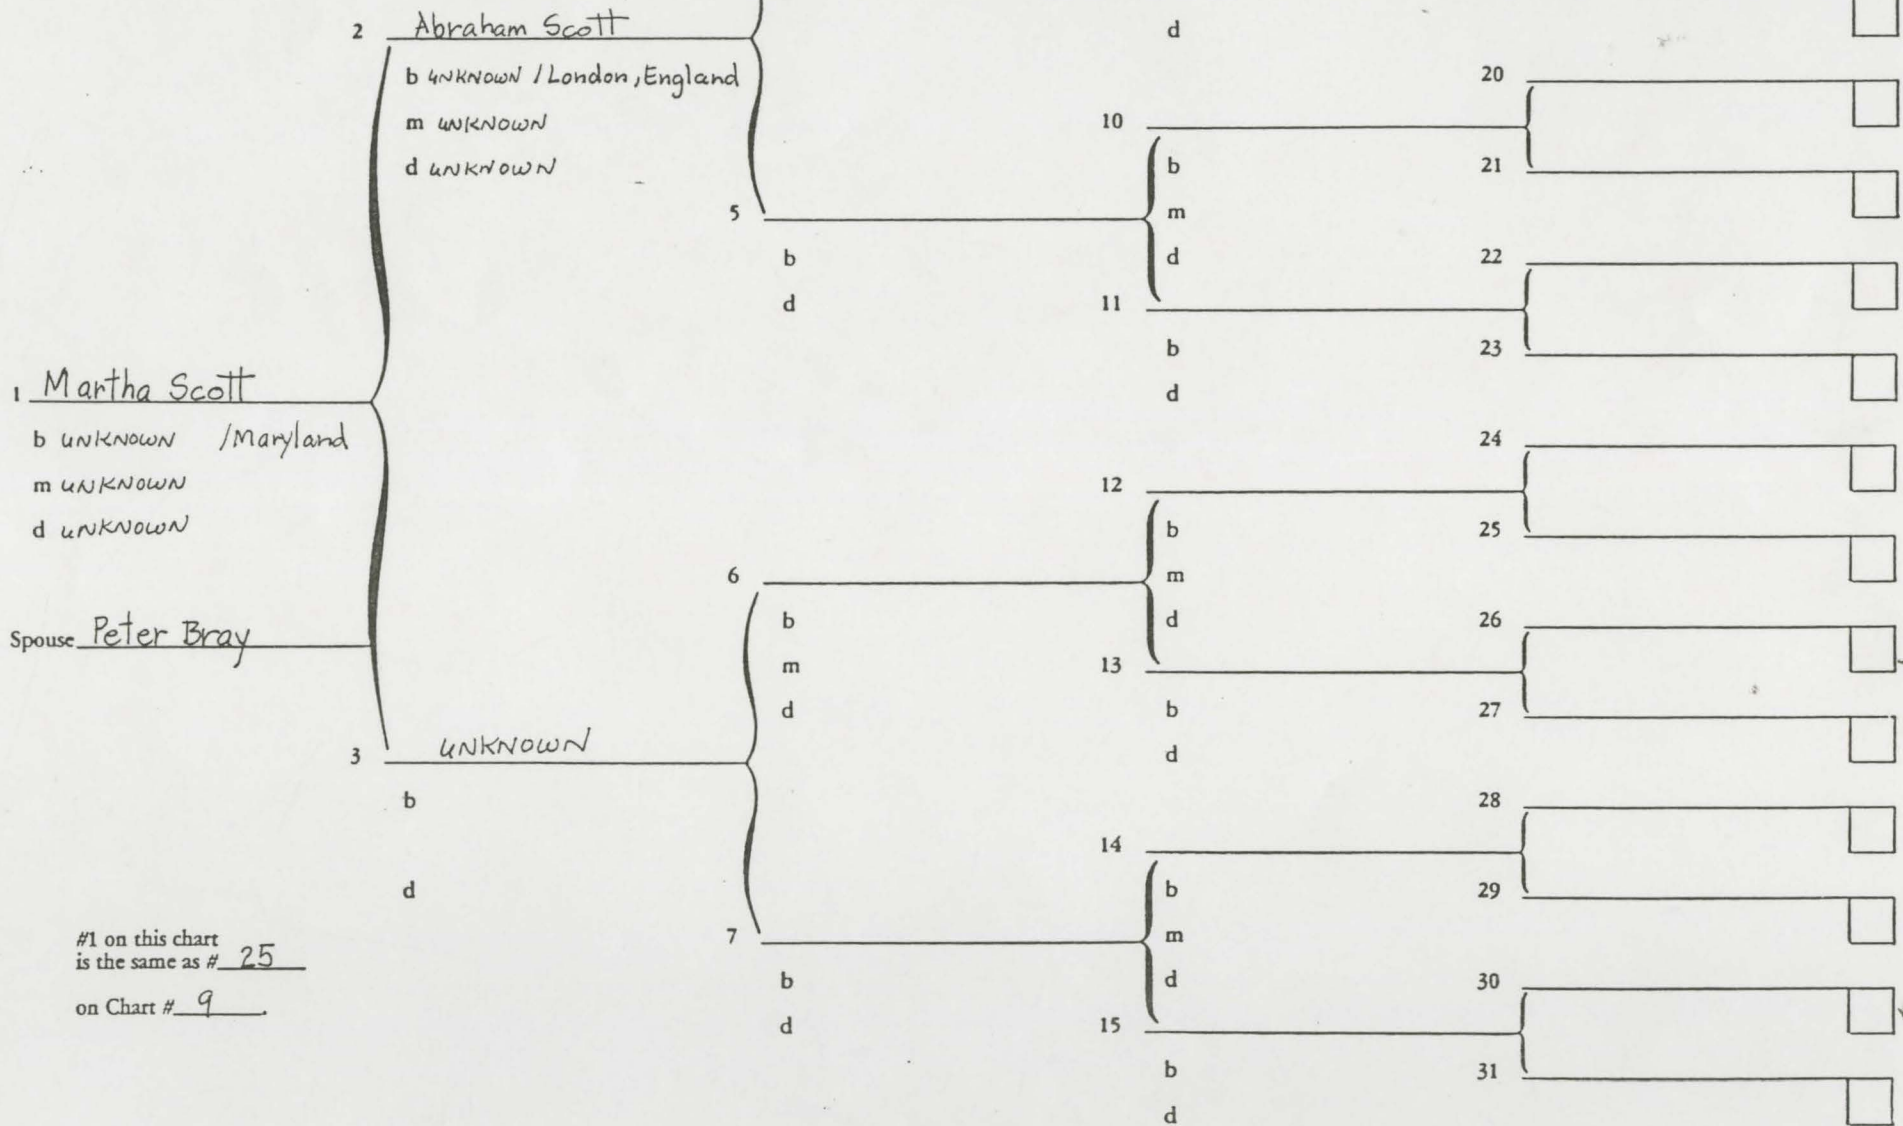 2 Abraham Scott
b UNKNOWN / London, England
m UNKNOWN
d UNKNOWN
1 Martha Scott
b UNKNOWN / Maryland
m UNKNOWN
d UNKNOWN
Spouse Peter Bray
3 UNKNOWN
b
d
#1 on this chart
is the same as # 25
on Chart # 9.
5
b
d
6
b
m
d
7
b
d
d
10
b
m
d
11
b
d
12
b
m
d
13
b
d
14
b
m
d
15
b
d
20
21
22
23
24
25
26
27
28
29
30
31